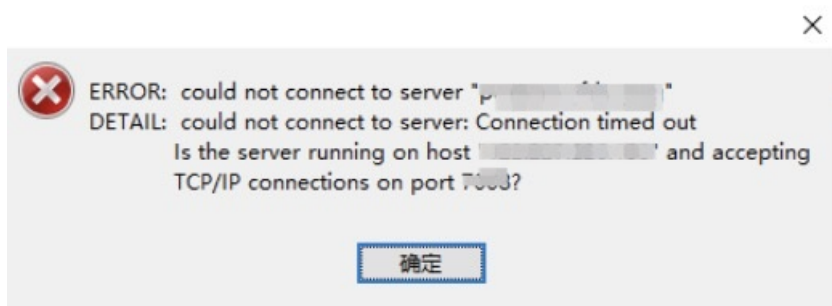 ERROR: could not connect to server "p "
DETAIL: could not connect to server: Connection timed out
Is the server running on host ' and accepting
TCP/IP connections on port ?
确定